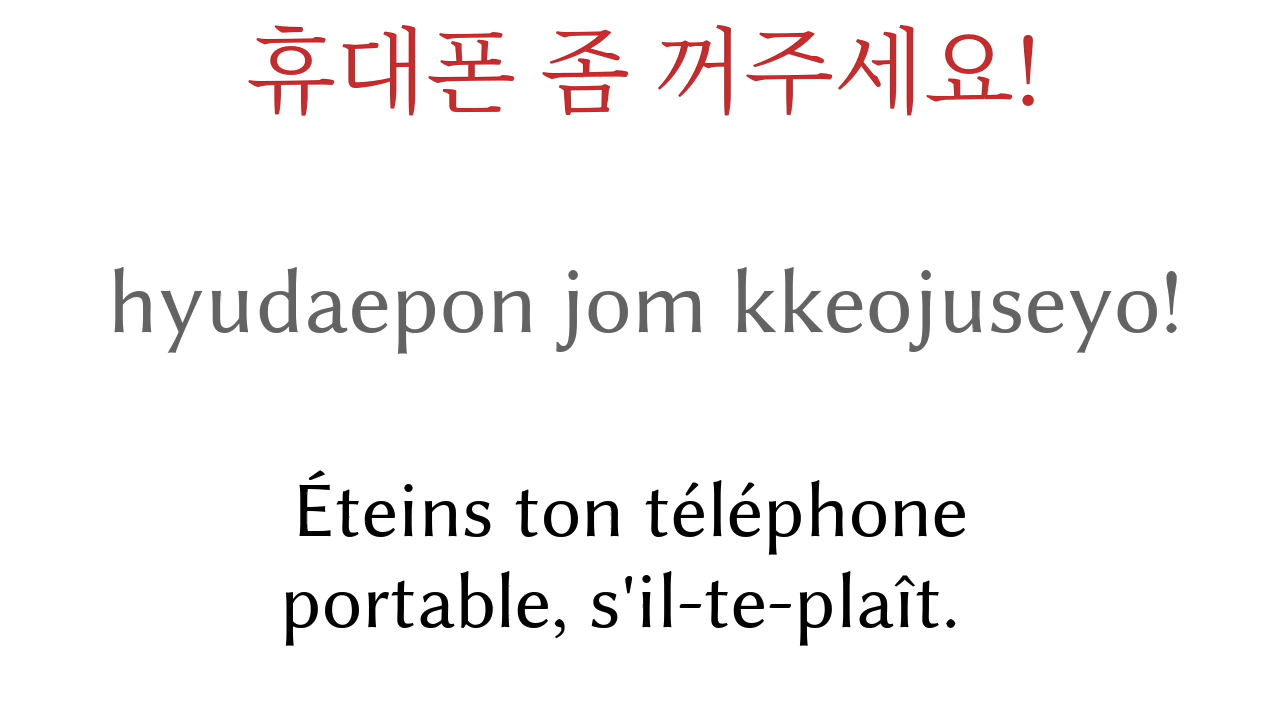 휴대폰 좀 꺼주세요!
hyudaepon jom kkeojuseyo!
Éteins ton téléphone
portable, s'il-te-plaît.